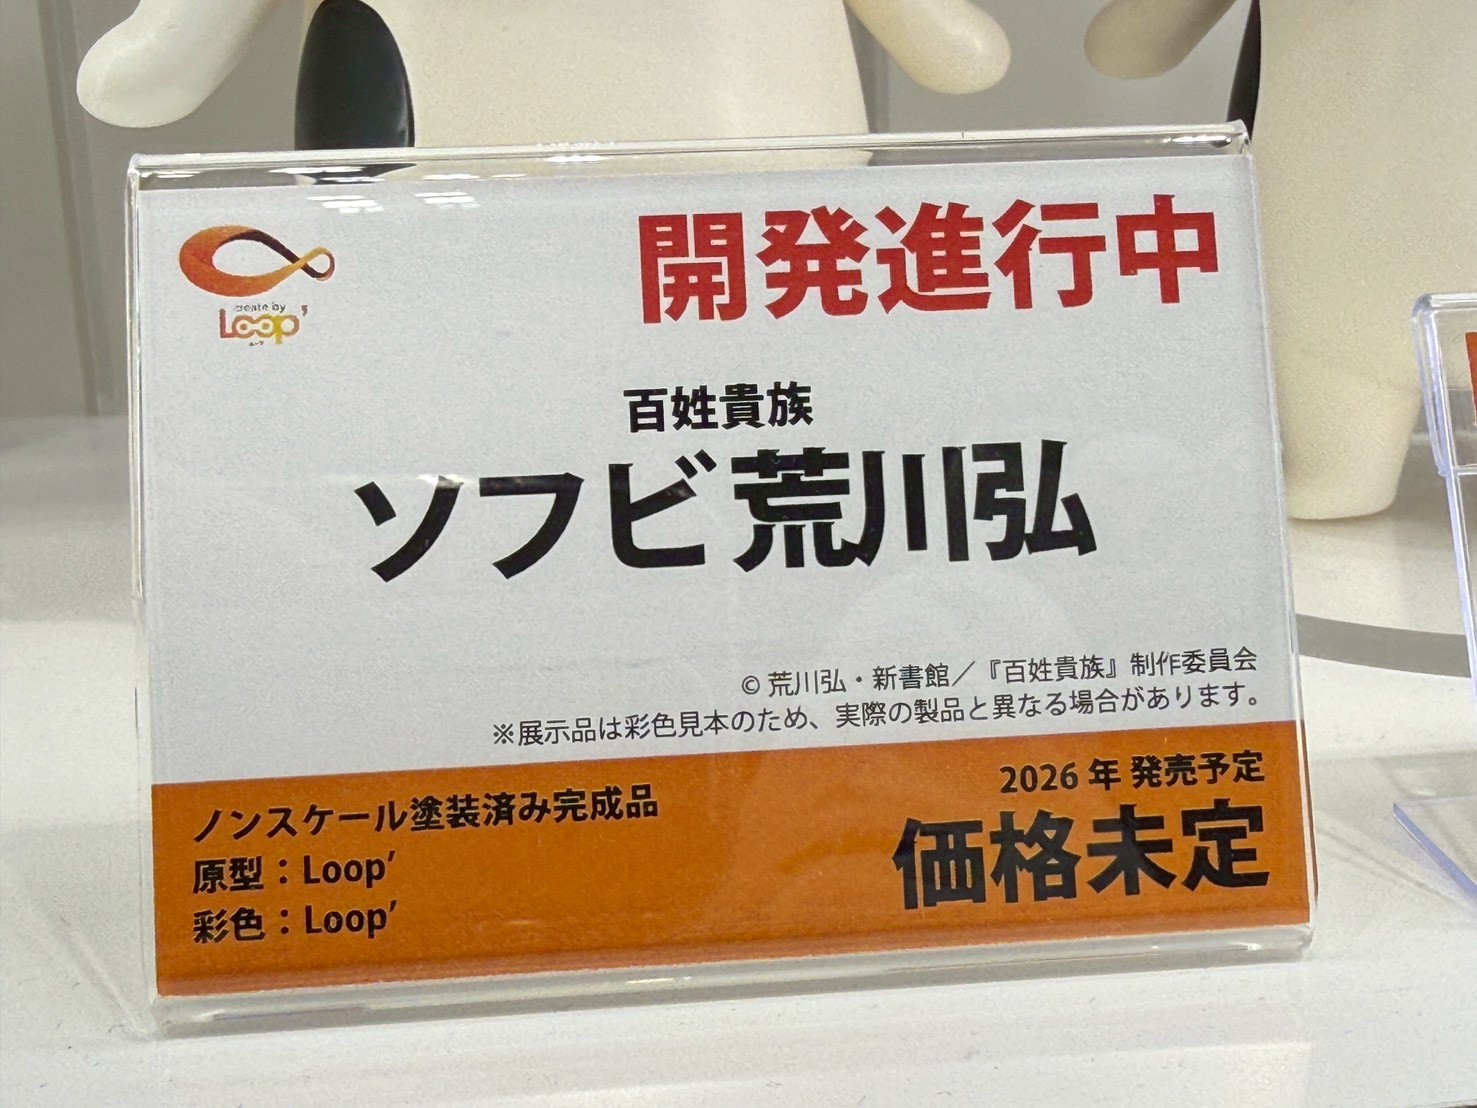 開発進行中
create by
Loop'
ループ
百姓貴族
ソフビ 荒川弘
© 荒川弘・新書館／『百姓貴族』制作委員会
※展示品は彩色見本のため、実際の製品と異なる場合があります。
ノンスケール塗装済み完成品
原型：Loop’
彩色：Loop’
2026 年 発売予定
価格未定